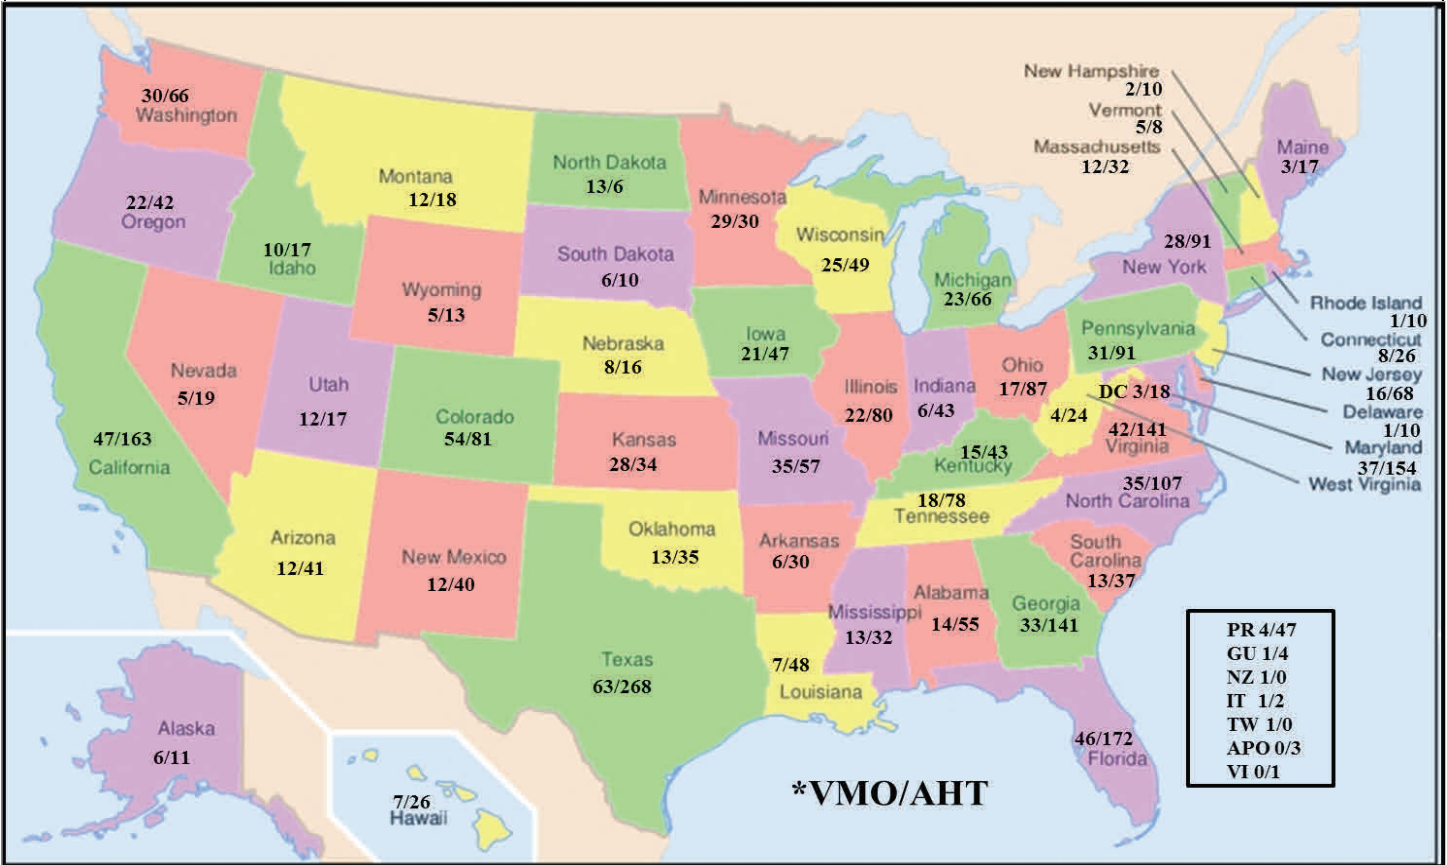 30/66
Washington
22/42
Oregon
10/17
Idaho
Montana
12/18
North Dakota
13/6
South Dakota
6/10
Wyoming
5/13
Nebraska
8/16
Minnesota
29/30
Wisconsin
25/49
Michigan
23/66
Iowa
21/47
Nevada
5/19
Utah
12/17
Colorado
54/81
Kansas
28/34
47/163
California
Arizona
12/41
New Mexico
12/40
Oklahoma
13/35
Texas
63/268
Missouri
35/57
Illinois
22/80
Indiana
6/43
Ohio
17/87
15/43
Kentucky
18/78
Tennessee
Arkansas
6/30
7/48
Louisiana
Mississippi
13/32
Alabama
14/55
Georgia
33/141
South
Carolina
13/37
35/107
North Carolina
42/141
Virginia
4/24
DC 3/18
Pennsylvania
31/91
28/91
New York
New Hampshire
2/10
Vermont
5/8
Massachusetts
12/32
Maine
3/17
Rhode Island
1/10
Connecticut
8/26
New Jersey
16/68
Delaware
1/10
Maryland
37/154
West Virginia
46/172
Florida
Alaska
6/11
7/26
Hawaii
*VMO/AHT
PR 4/47
GU 1/4
NZ 1/0
IT 1/2
TW 1/0
APO 0/3
VI 0/1